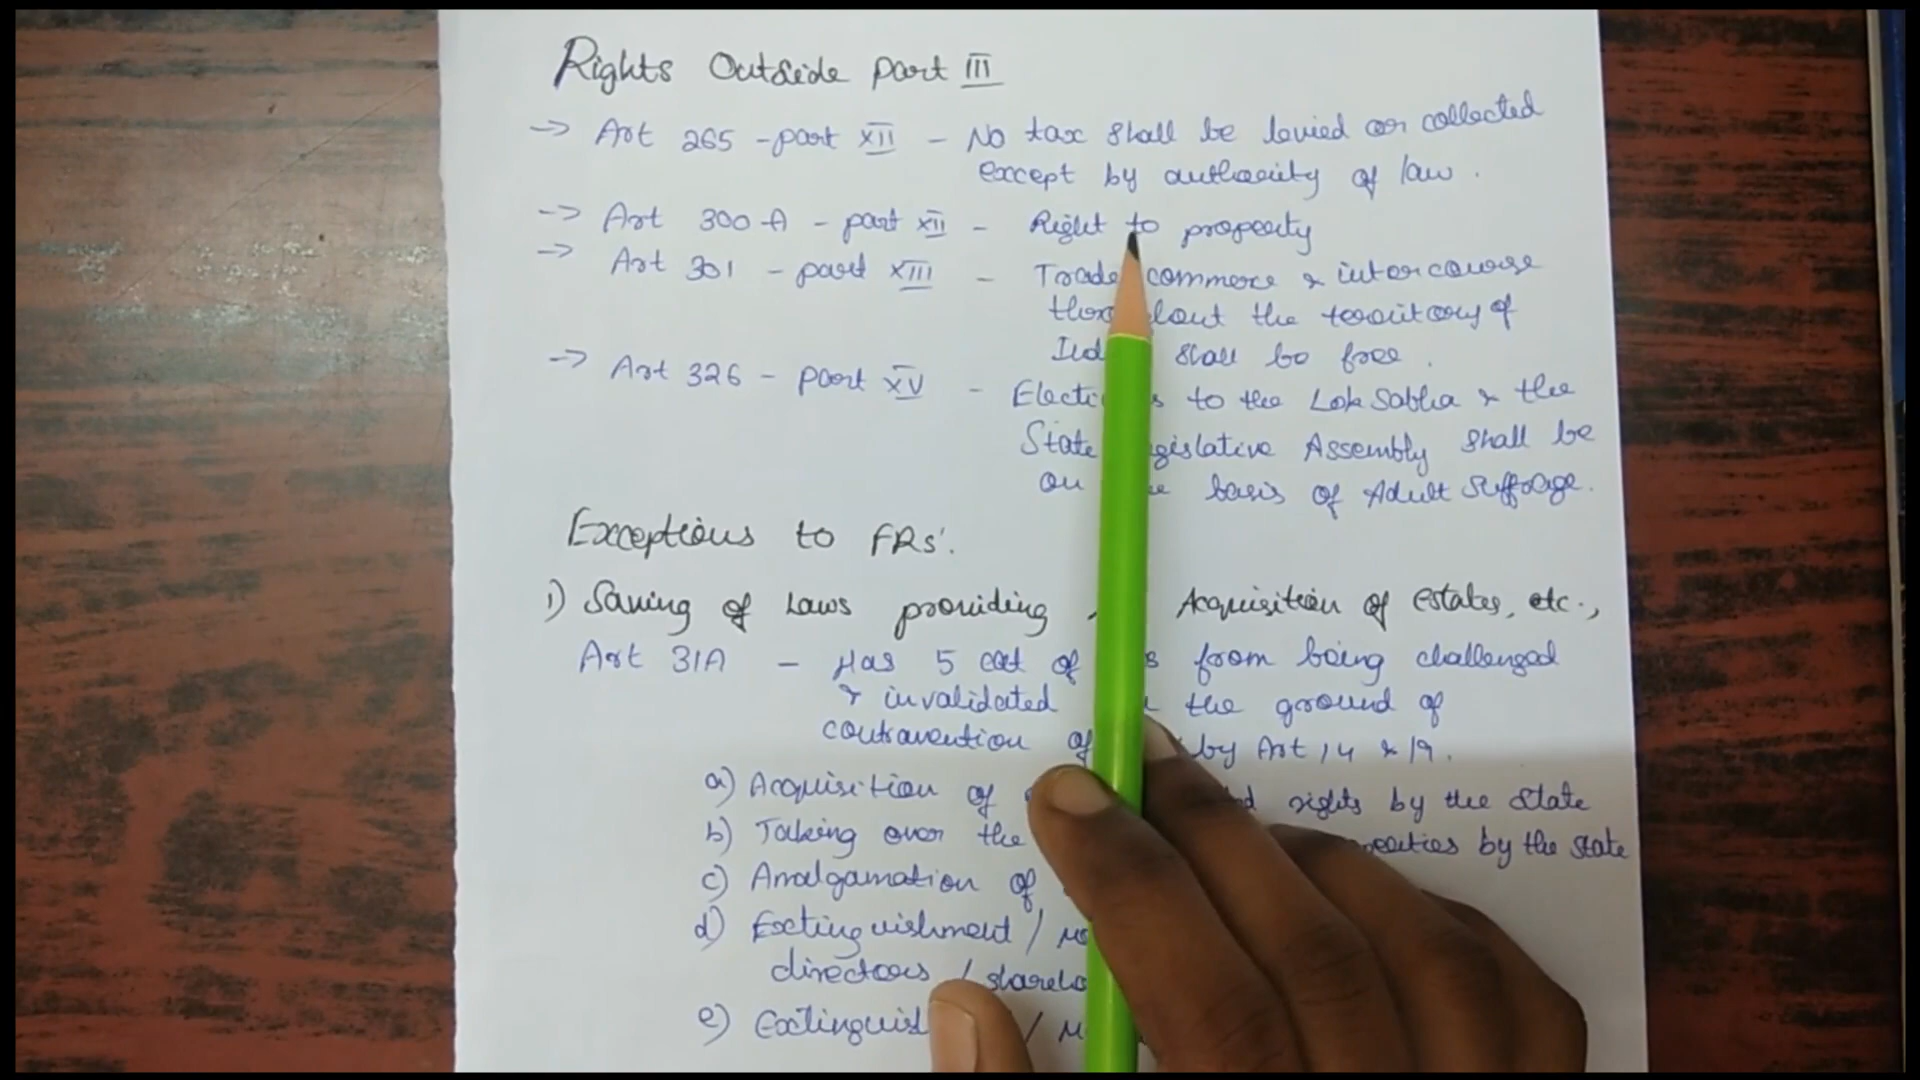 Rights Outside Part III
-> Art 265 - part XII - No tax shall be levied or collected
except by authority of law.
-> Art 300-A - part XII - Right to property
-> Art 301 - part XIII - Trade commerce & intercourse
the territory of
shall be free.
-> Art 326 - Part XV - to the Lok Sabha & the
State Assembly shall be
on basis of Adult Suffrage.
Exceptions to FRs'.
1) Saving of Laws providing Acquisition of estates, etc.,
Art 31A - Has 5 cat of from being challenged
& invalidated the ground of
contravention of by Art 14 & 19.
a) Acquisition of rights by the State
b) Taking over the by the state
c) Amalgamation of
d) Extinguishment /
directors /
e)